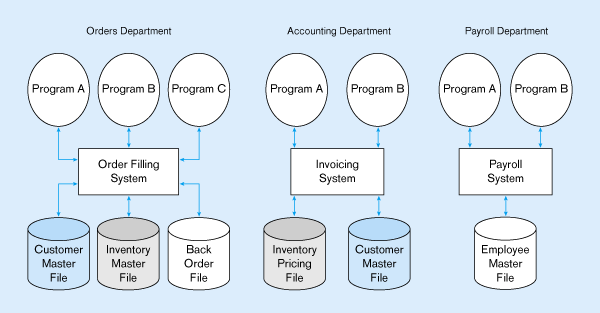 Orders Department
Accounting Department
Payroll Department
Program A
Program B
Program C
Program A
Program B
Program A
Program B
Order Filling
System
Invoicing
System
Payroll
System
Customer
Master
File
Inventory
Master
File
Back
Order
File
Inventory
Pricing
File
Customer
Master
File
Employee
Master
File